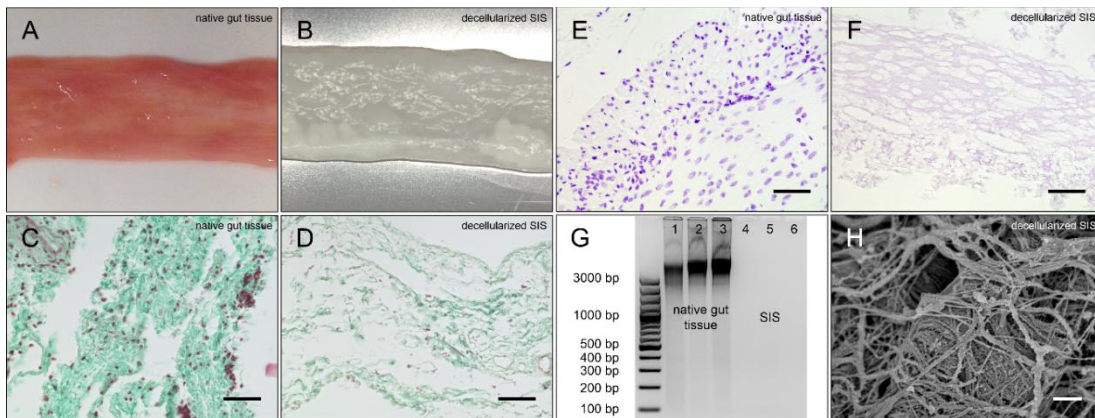 A
native gut tissue
B
decellularized SIS
E
native gut tissue
F
decellularized SIS
C
native gut tissue
D
decellularized SIS
G
1 2 3 4 5 6
3000 bp
1000 bp
500 bp
400 bp
300 bp
200 bp
100 bp
native gut
tissue
SIS
H
decellularized SIS